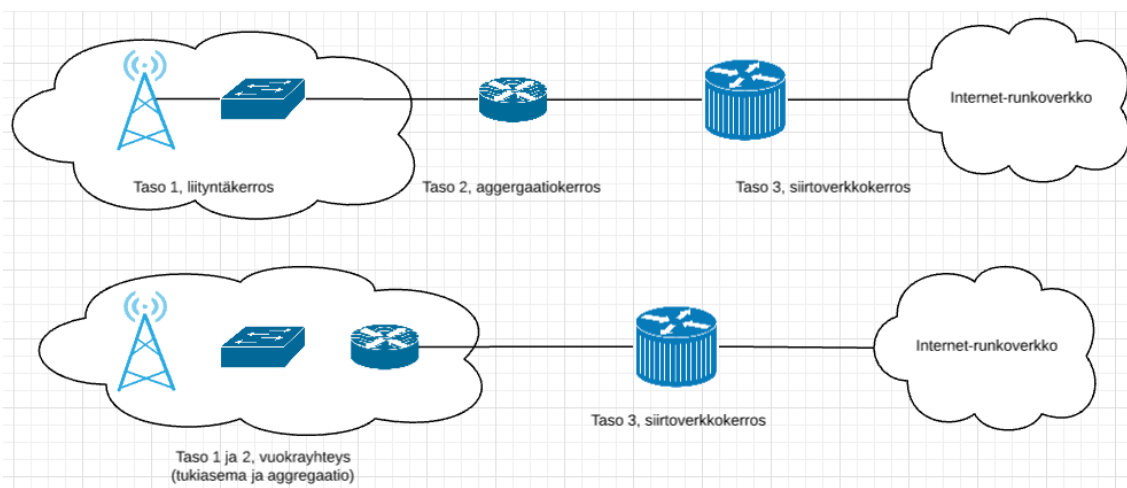 Internet-runkoverkko
Taso 1, liityntäkerros
Taso 2, aggergaatiokerros
Taso 3, siirtoverkkokerros
Internet-runkoverkko
Taso 3, siirtoverkkokerros
Taso 1 ja 2, vuokrayhteys
(tukiasema ja aggregaatio)